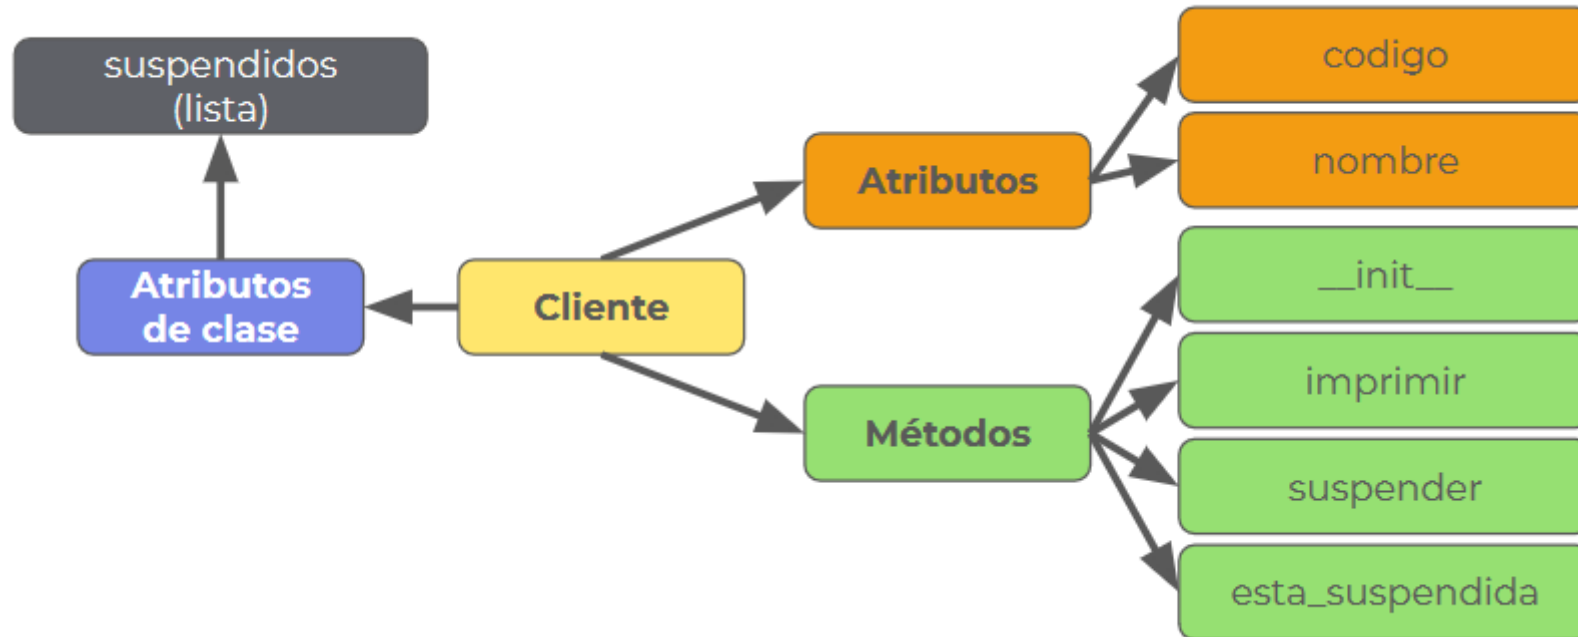 suspendidos
(lista)
Atributos
de clase
Cliente
Atributos
codigo
nombre
Métodos
__init__
imprimir
suspender
esta_suspendida